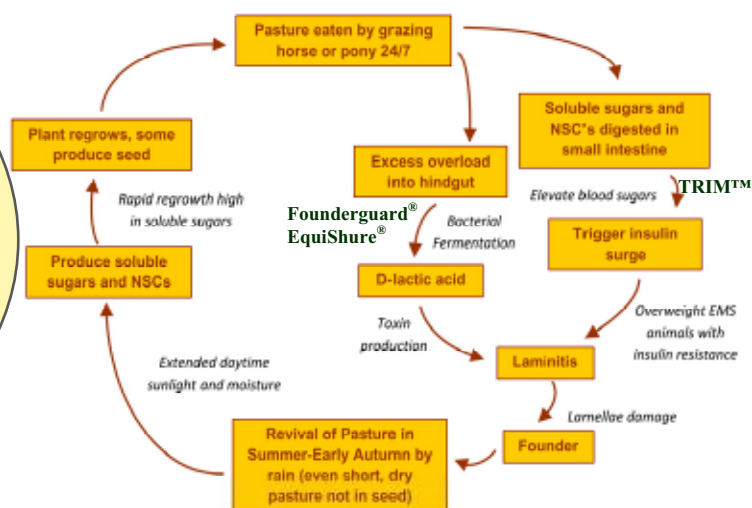 Pasture eaten by grazing
horse or pony 24/7
Plant regrows, some
produce seed
Soluble sugars and
NSC"s digested in
small intestine
Excess overload
into hindgut
TRIM™
Elevate blood sugars
Rapid regrowth high
in soluble sugars
Founderguard®
EquiShure®
Bacterial
Fermentation
Trigger insulin
surge
Produce soluble
sugars and NSCs
D-lactic acid
Toxin
production
Overweight EMS
animals with
insulin resistance
Extended daytime
sunlight and moisture
Laminitis
Lamellae damage
Revival of Pasture in
Summer-Early Autumn by
rain (even short, dry
pasture not in seed)
Founder